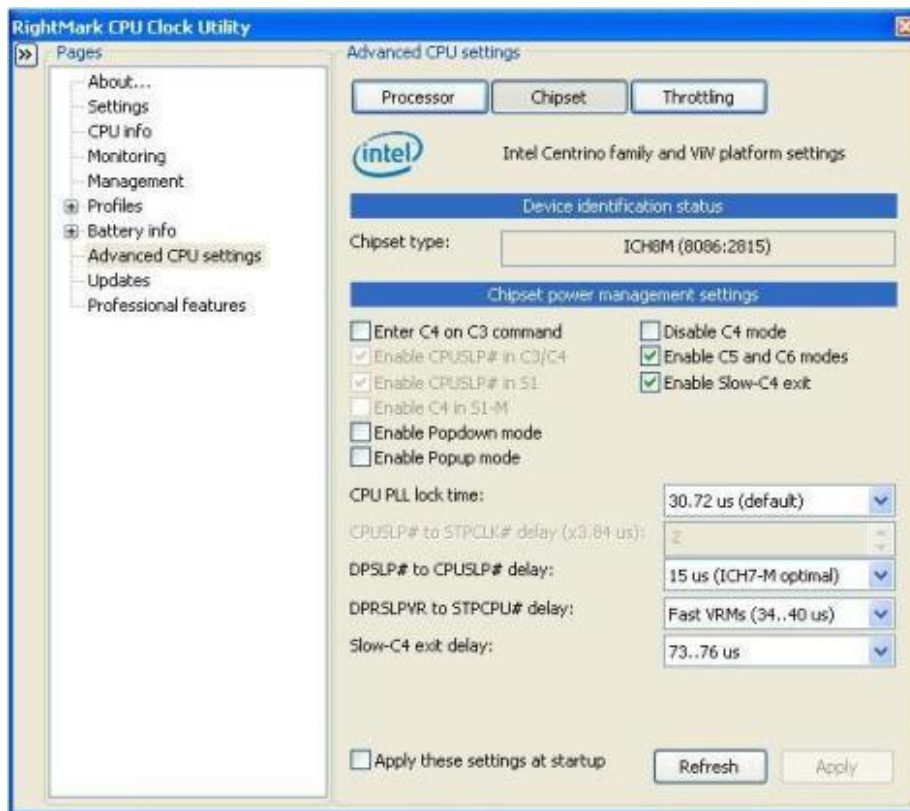 RightMark CPU Clock Utility
Pages
About...
Settings
CPU info
Monitoring
Management
Profiles
Battery info
Advanced CPU settings
Updates
Professional features
Advanced CPU settings
Processor Chipset Throttling
intel Intel Centrino family and ViiV platform settings
Device identification status
Chipset type: ICH8M (8086:2815)
Chipset power management settings
Enter C4 on C3 command Disable C4 mode
Enable CPUSLP# in C3/C4 Enable C5 and C6 modes
Enable CPUSLP# in S1 Enable Slow-C4 exit
Enable C4 in S1-M
Enable Popdown mode
Enable Popup mode
CPU PLL lock time: 30.72 us (default)
CPUSLP# to STPCLK# delay (x3.84 us): 2
DPSLP# to CPUSLP# delay: 15 us (ICH7-M optimal)
DPRSLPVR to STPCPU# delay: Fast VRMs (34..40 us)
Slow-C4 exit delay: 73..76 us
Apply these settings at startup Refresh Apply